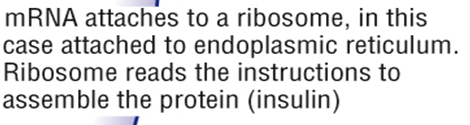 mRNA attaches to a ribosome, in this
case attached to endoplasmic reticulum.
Ribosome reads the instructions to
assemble the protein (insulin)